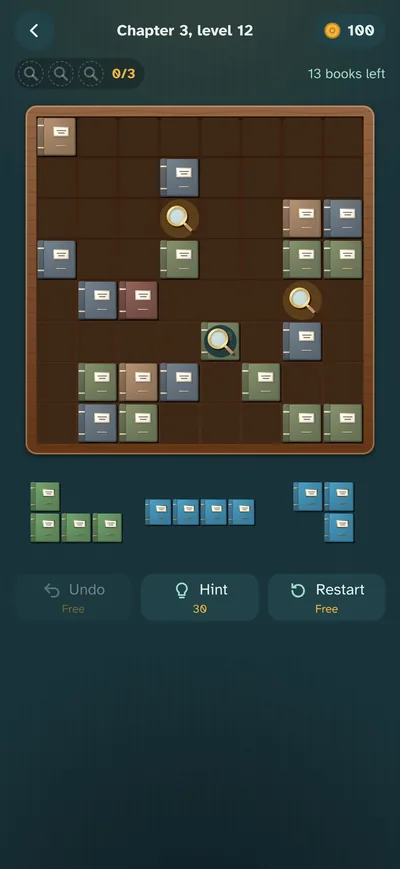 Chapter 3, level 12
100
0/3
13 books left
Undo
Free
Hint
30
Restart
Free